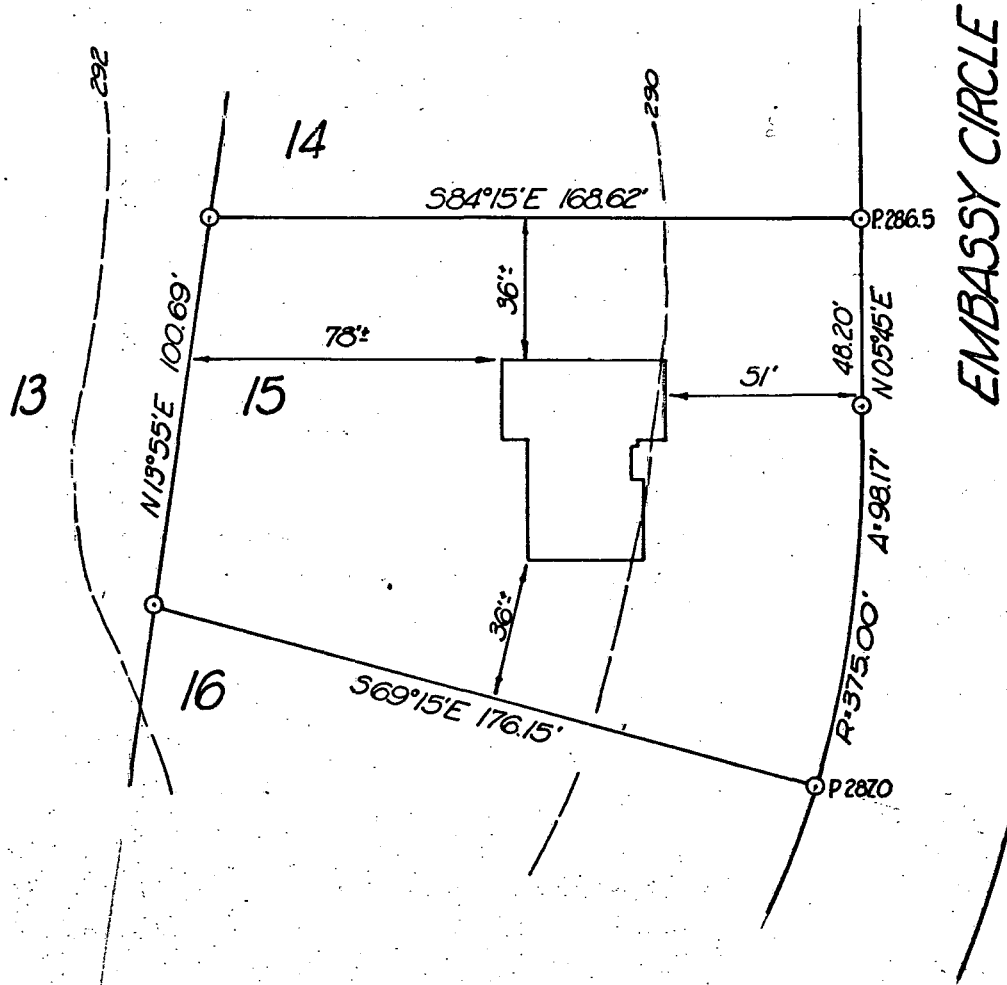 292
14
290
EMBASSY CIRCLE
S84°15'E 168.62'
P.286.5
36'±
N13°55'E 100.69'
78'±
48.20'
N05°45'E
13
15
51'
A=98.17'
36'±
R=375.00'
16
S69°15'E 176.15'
P 287.0